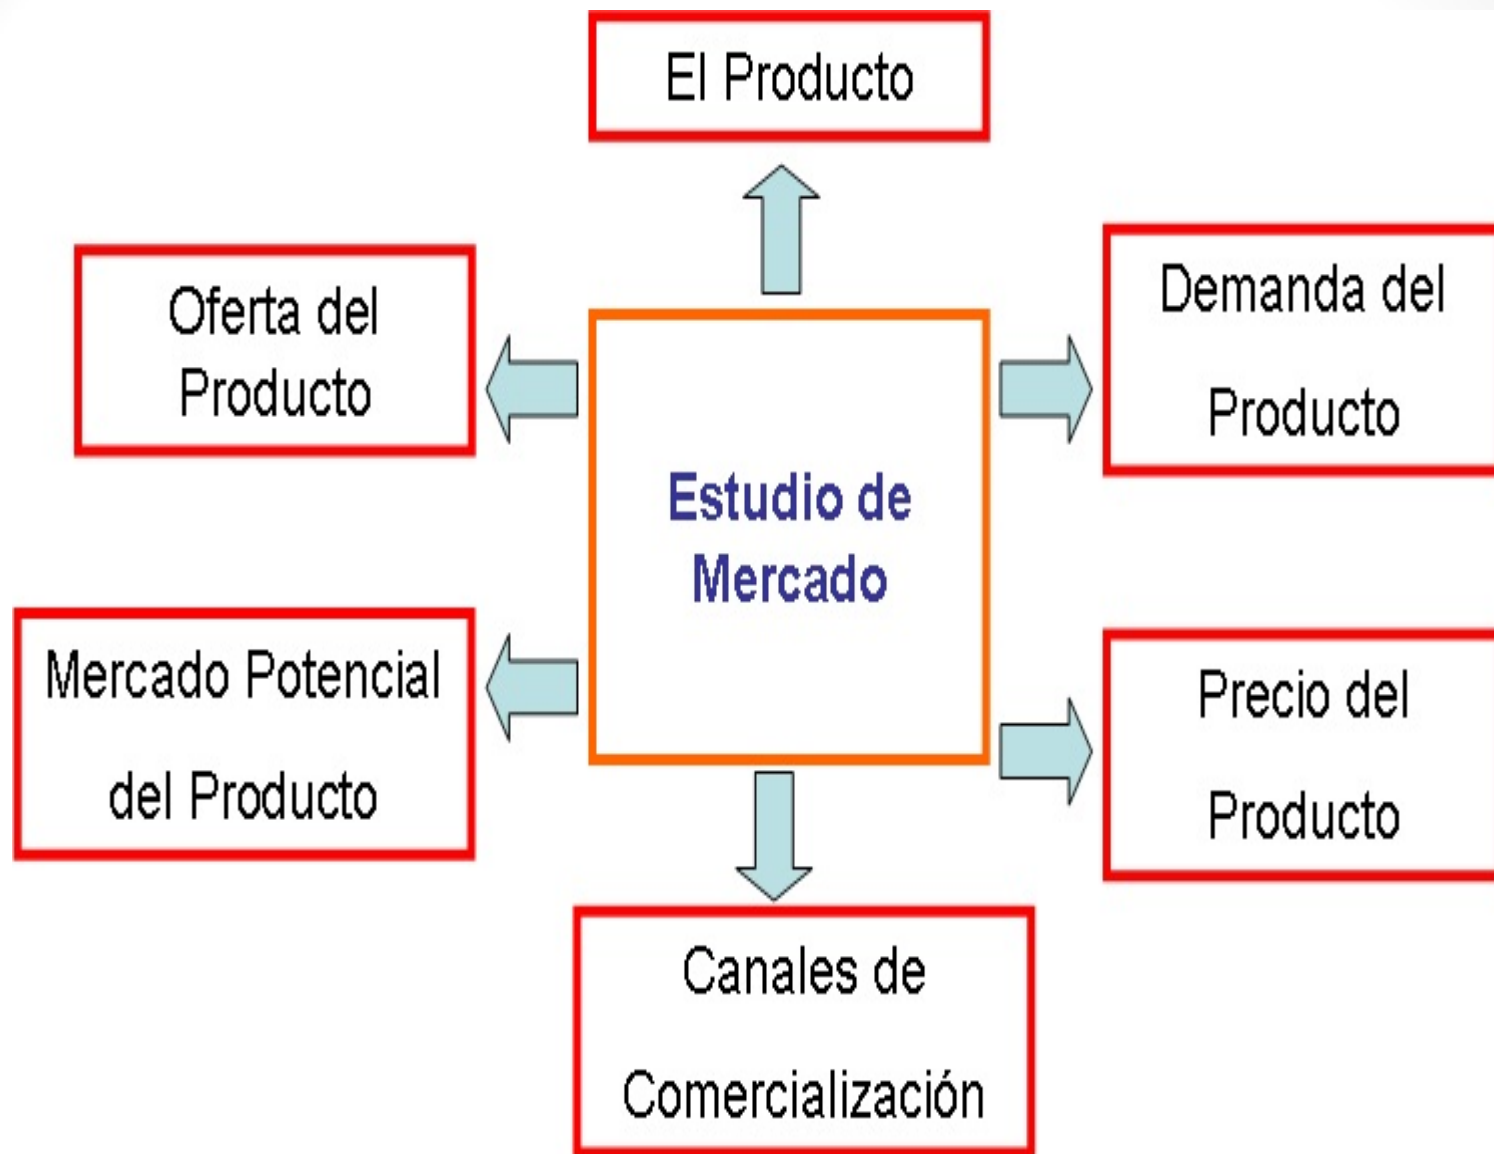 El Producto
Oferta del
Producto
Demanda del
Producto
Estudio de
Mercado
Mercado Potencial
del Producto
Precio del
Producto
Canales de
Comercialización